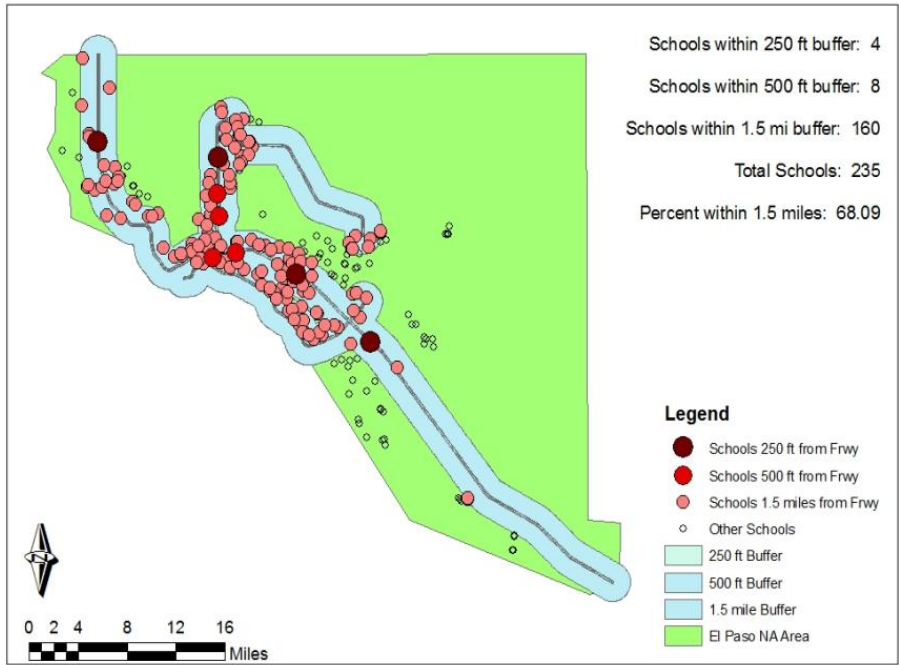 Schools within 250 ft buffer: 4
Schools within 500 ft buffer: 8
Schools within 1.5 mi buffer: 160
Total Schools: 235
Percent within 1.5 miles: 68.09
Legend
Schools 250 ft from Frwy
Schools 500 ft from Frwy
Schools 1.5 miles from Frwy
Other Schools
250 ft Buffer
500 ft Buffer
1.5 mile Buffer
El Paso NA Area
N
0 2 4 8 12 16
Miles